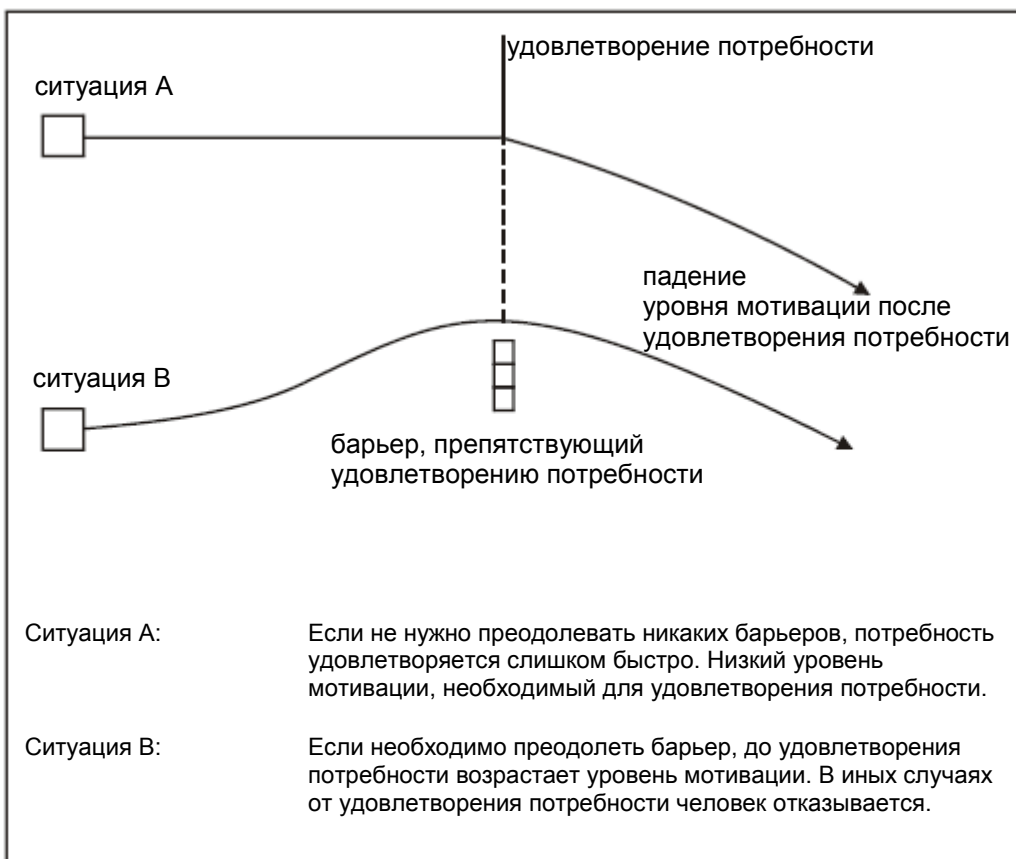 удовлетворение потребности
ситуация А
падение
уровня мотивации после
удовлетворения потребности
ситуация В
барьер, препятствующий
удовлетворению потребности
Ситуация А: Если не нужно преодолевать никаких барьеров, потребность
удовлетворяется слишком быстро. Низкий уровень
мотивации, необходимый для удовлетворения потребности.
Ситуация В: Если необходимо преодолеть барьер, до удовлетворения
потребности возрастает уровень мотивации. В иных случаях
от удовлетворения потребности человек отказывается.